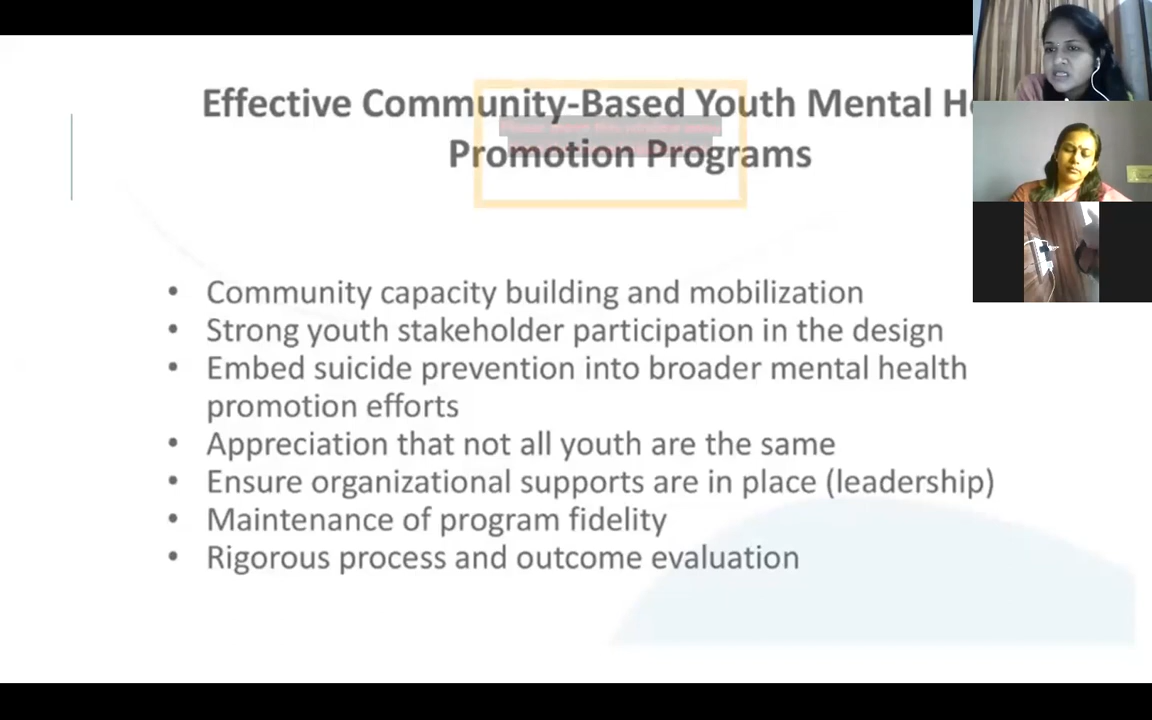 Effective Community-Based Youth Mental
Promotion Programs
• Community capacity building and mobilization
• Strong youth stakeholder participation in the design
• Embed suicide prevention into broader mental health
promotion efforts
• Appreciation that not all youth are the same
• Ensure organizational supports are in place (leadership)
• Maintenance of program fidelity
• Rigorous process and outcome evaluation